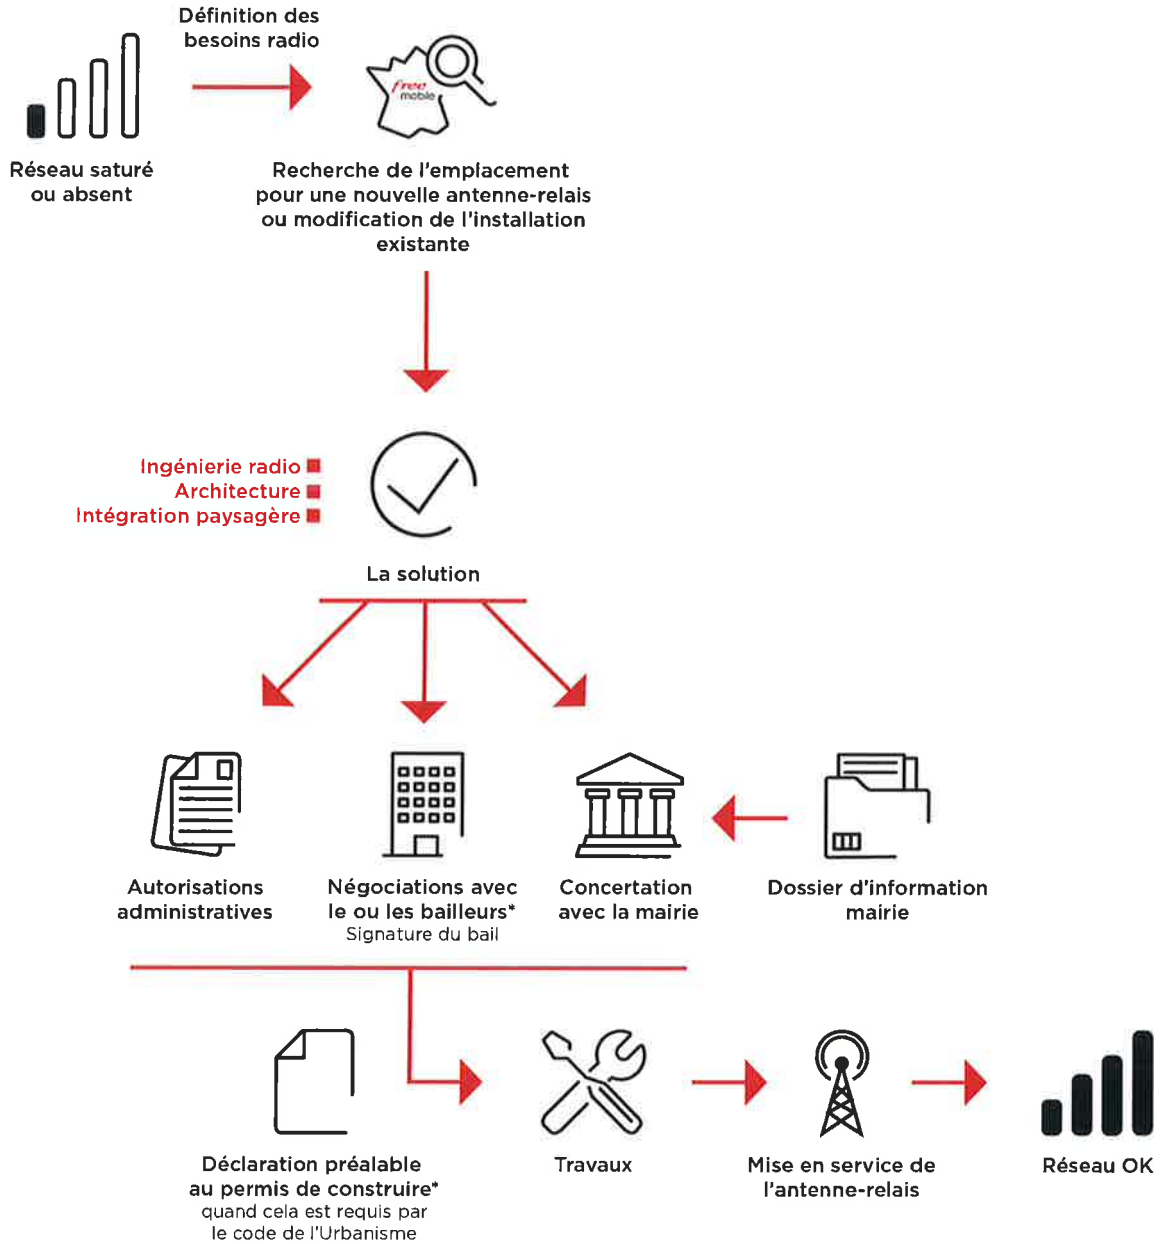 Définition des
besoins radio
free
mobile
Réseau saturé
ou absent
Recherche de l'emplacement
pour une nouvelle antenne-relais
ou modification de l'installation
existante
Ingénierie radio
Architecture
Intégration paysagère
La solution
Autorisations
administratives
Négociations avec
le ou les bailleurs*
Signature du bail
Concertation
avec la mairie
Dossier d'information
mairie
Déclaration préalable
au permis de construire*
quand cela est requis par
le code de l'Urbanisme
Travaux
Mise en service de
l'antenne-relais
Réseau OK